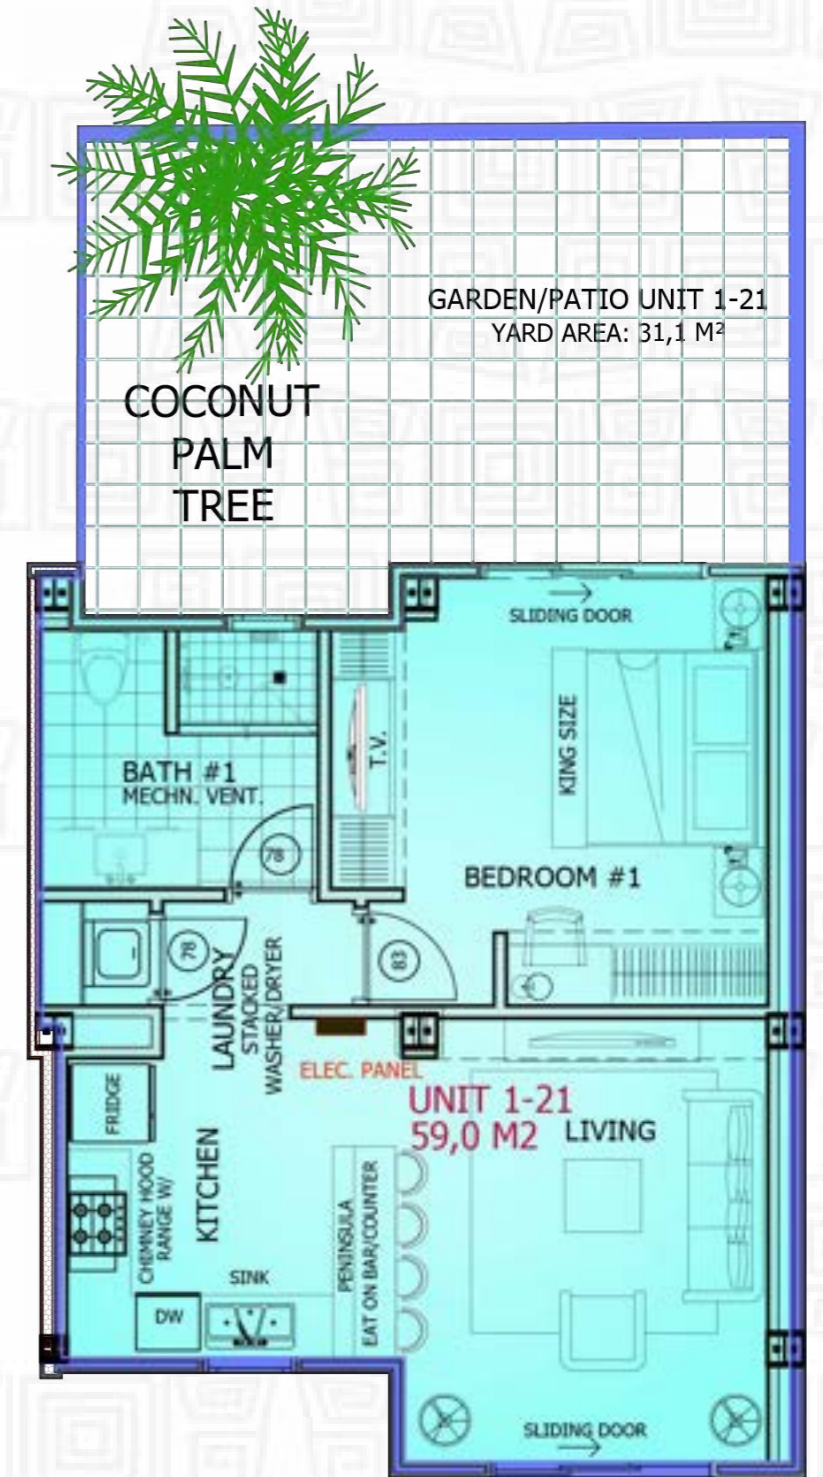 GARDEN/PATIO UNIT 1-21
YARD AREA: 31,1 M²
COCONUT
PALM
TREE
SLIDING DOOR
KING SIZE
T.V.
BATH #1
MECHN. VENT.
78
BEDROOM #1
78
83
LAUNDRY
STACKED
WASHER/DRYER
ELEC. PANEL
FRIDGE
UNIT 1-21
59,0 M2
LIVING
KITCHEN
CHIMNEY HOOD
RANGE W/
PENINSULA
EAT ON BAR/COUNTER
SINK
DW
SLIDING DOOR